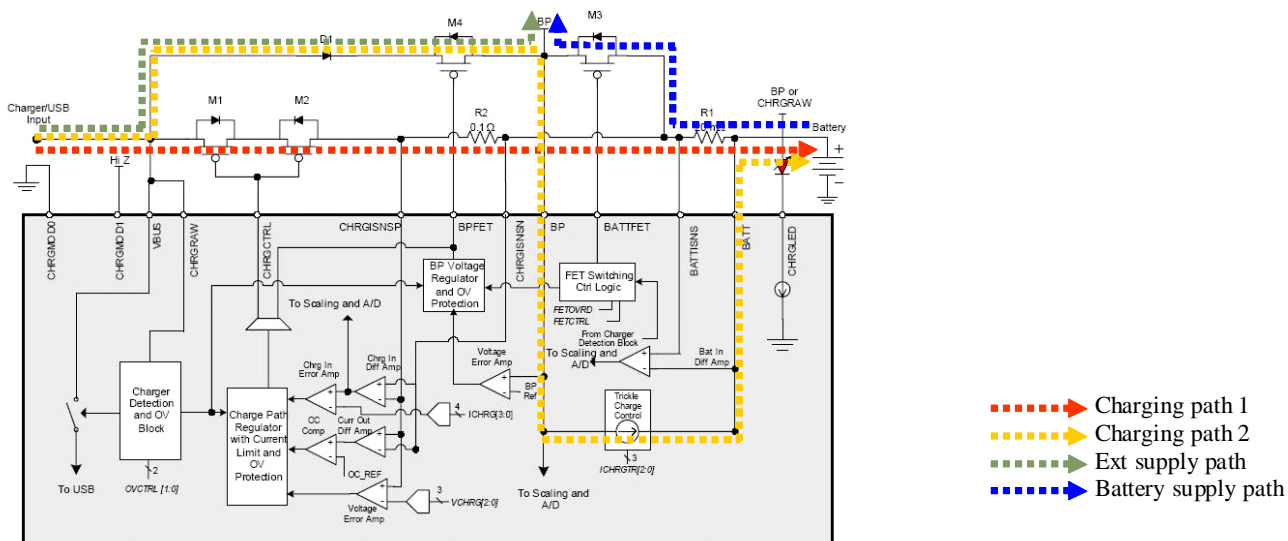 M4
BP
M3
D1
Charger/USB
Input
M1
M2
R2
0.1 Ω
R1
BP or
CHRGRAW
Battery
+
−
Hi Z
CHRGMOD0
CHRGMOD1
VBUS
CHRGRAW
CHRGCTRL
CHRGISNSP
BPFET
CHRGISNSN
BP
BATTFET
BATTISNS
BATT
CHRGLED
BP Voltage
Regulator
and OV
Protection
FET Switching
Ctrl Logic
FETOVRD
FETCTRL
From Charger
Detection Block
To Scaling and A/D
To Scaling and
A/D
Bat In
Diff Amp
Voltage
Error Amp
BP
Ref
Chrg In
Error Amp
Chrg In
Diff Amp
4
ICHRG[3:0]
Charger
Detection
and OV
Block
Charge Path
Regulator
with Current
Limit and
OV
Protection
OC
Comp
Curr Out
Diff Amp
OC_REF
Trickle
Charge
Control
3
ICHRGTR[2:0]
2
OVCTRL [1:0]
To USB
Voltage
Error Amp
3
VCHRG[2:0]
To Scaling and
A/D
Charging path 1
Charging path 2
Ext supply path
Battery supply path